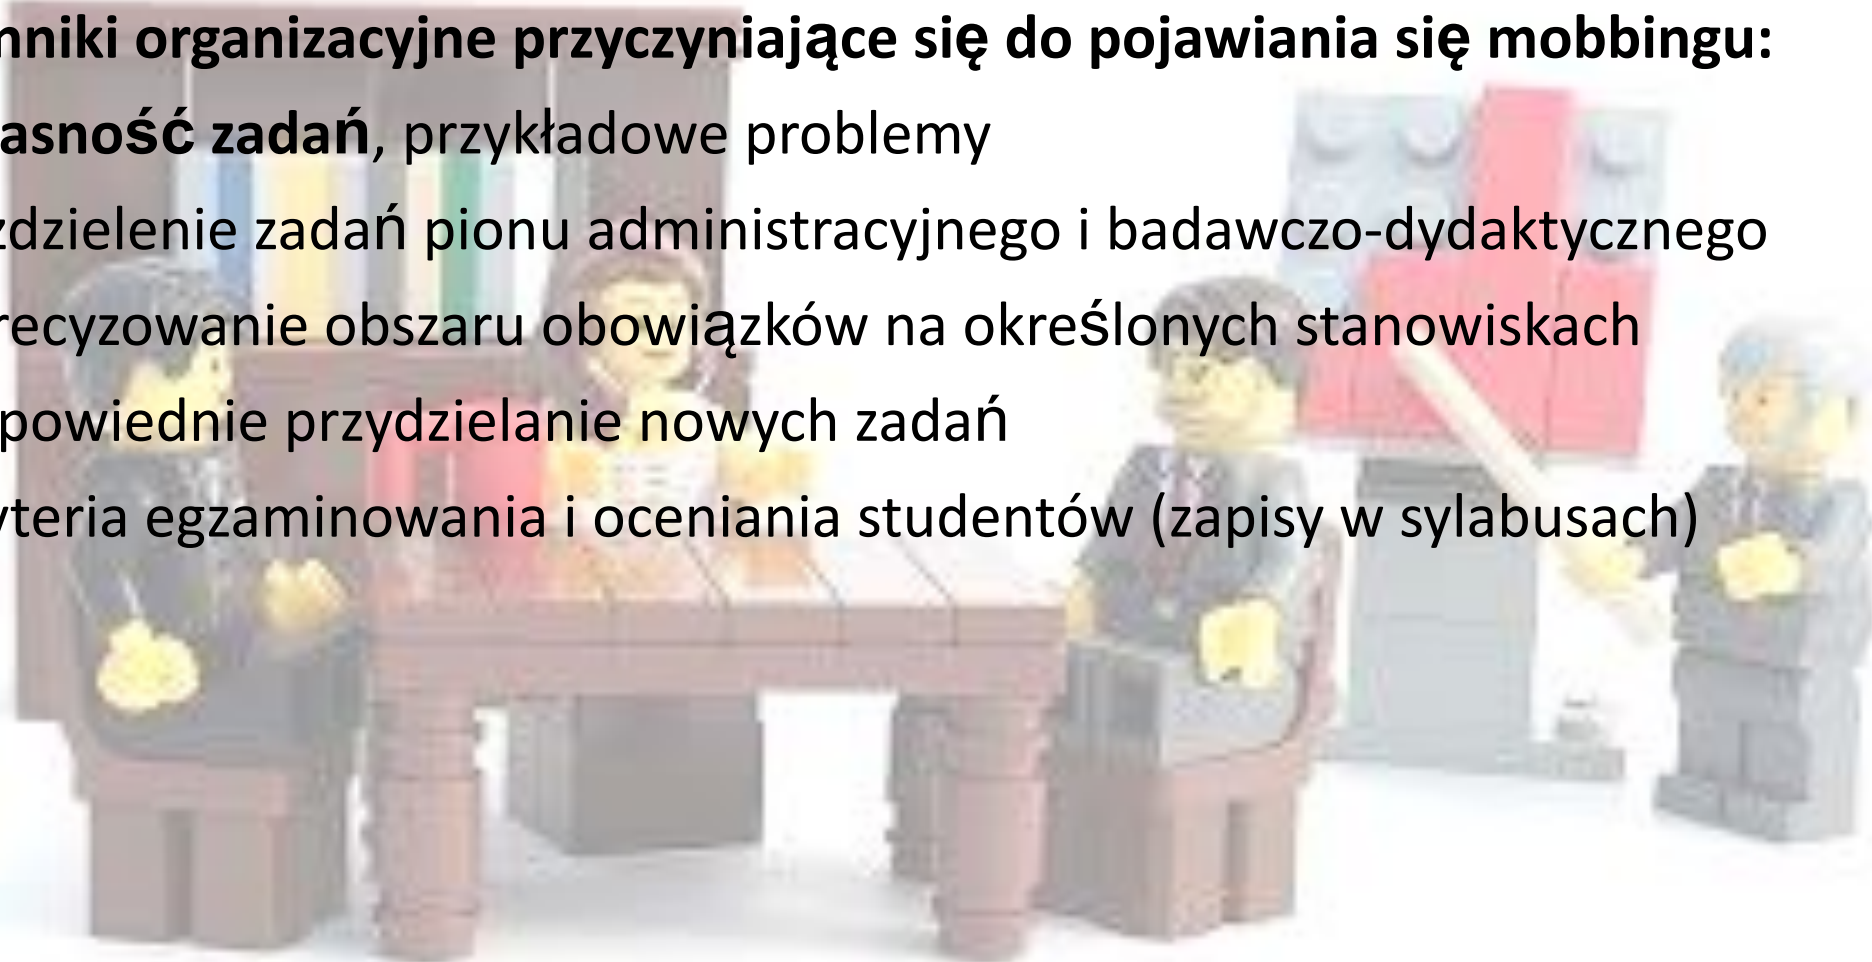 nniki organizacyjne przyczyniające się do pojawiania się mobbingu:
asność zadań, przykładowe problemy
zdzielenie zadań pionu administracyjnego i badawczo-dydaktycznego
recyzowanie obszaru obowiązków na określonych stanowiskach
powiednie przydzielanie nowych zadań
yteria egzaminowania i oceniania studentów (zapisy w sylabusach)